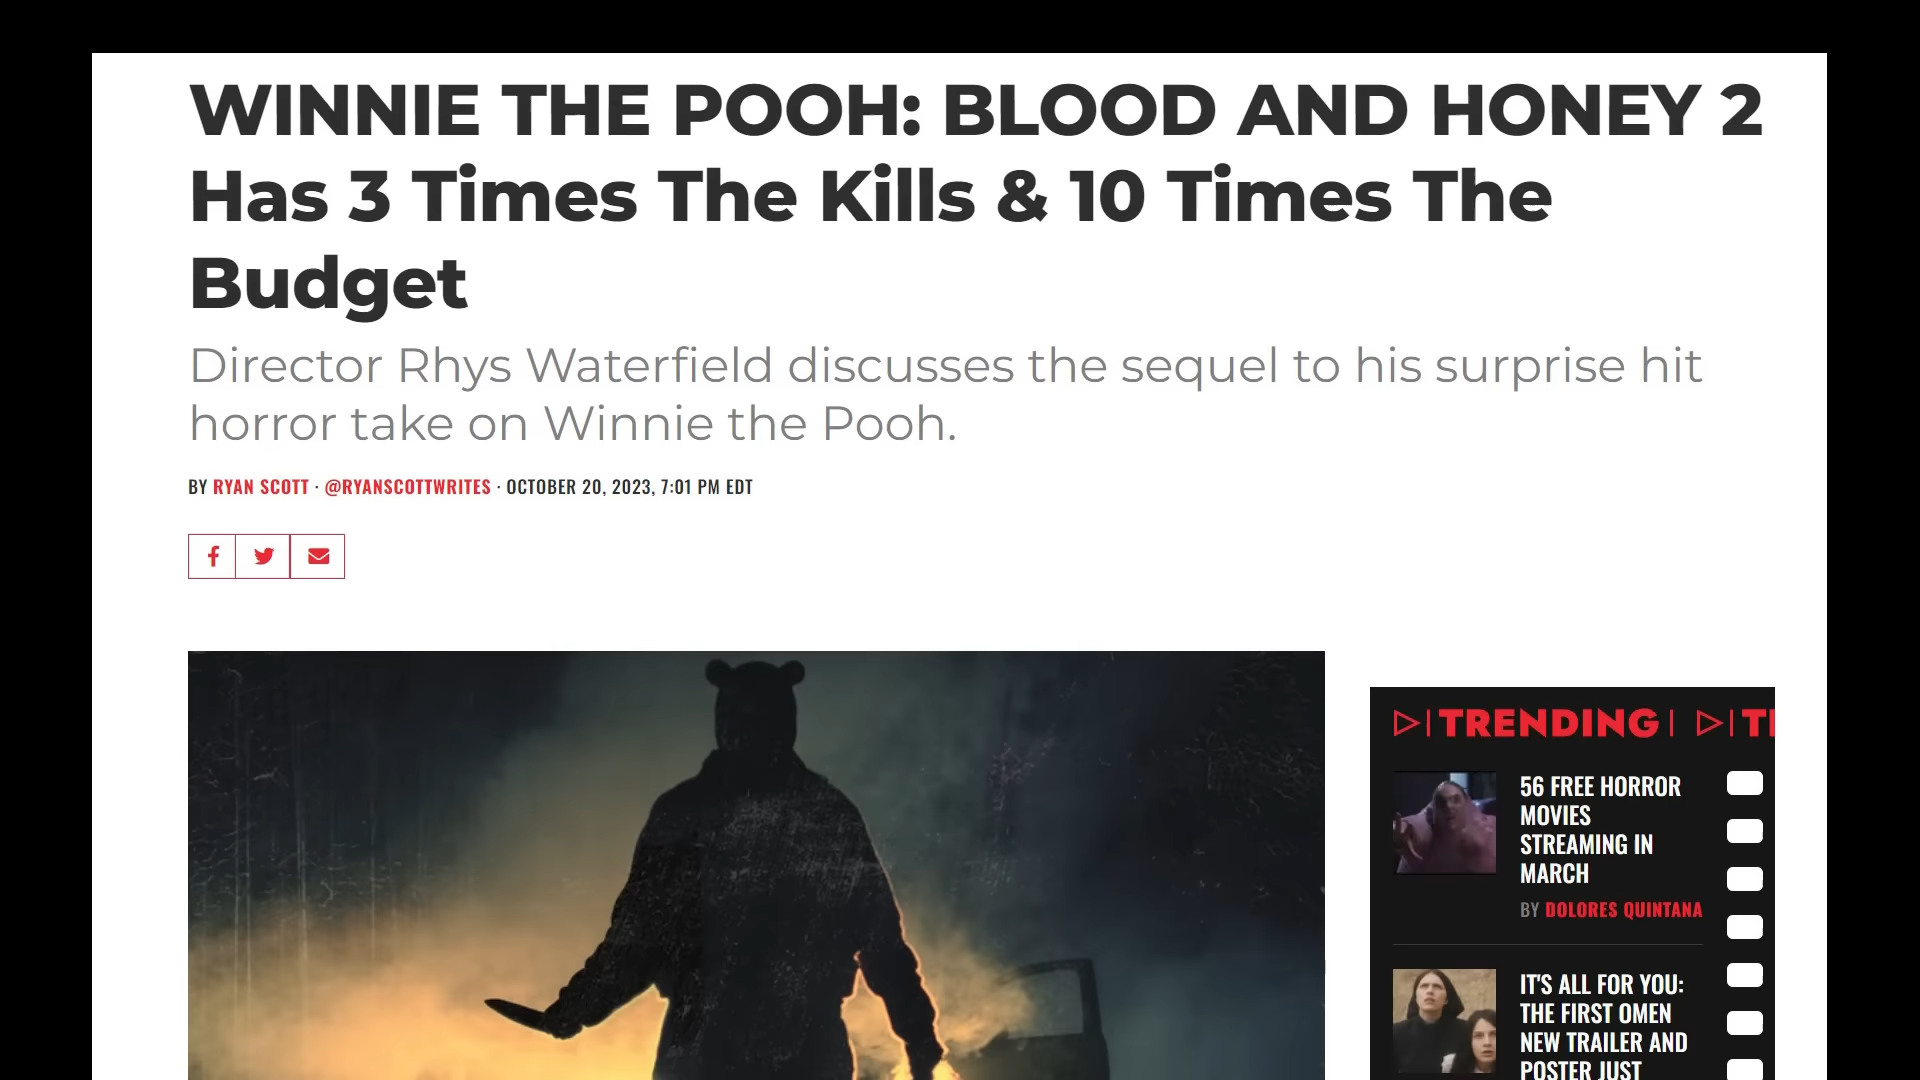 WINNIE THE POOH: BLOOD AND HONEY 2
Has 3 Times The Kills & 10 Times The
Budget
Director Rhys Waterfield discusses the sequel to his surprise hit
horror take on Winnie the Pooh.
BY RYAN SCOTT · @RYANSCOTTWRITES · OCTOBER 20, 2023, 7:01 PM EDT
TRENDING
56 FREE HORROR
MOVIES
STREAMING IN
MARCH
BY DOLORES QUINTANA
IT'S ALL FOR YOU:
THE FIRST OMEN
NEW TRAILER AND
POSTER JUST